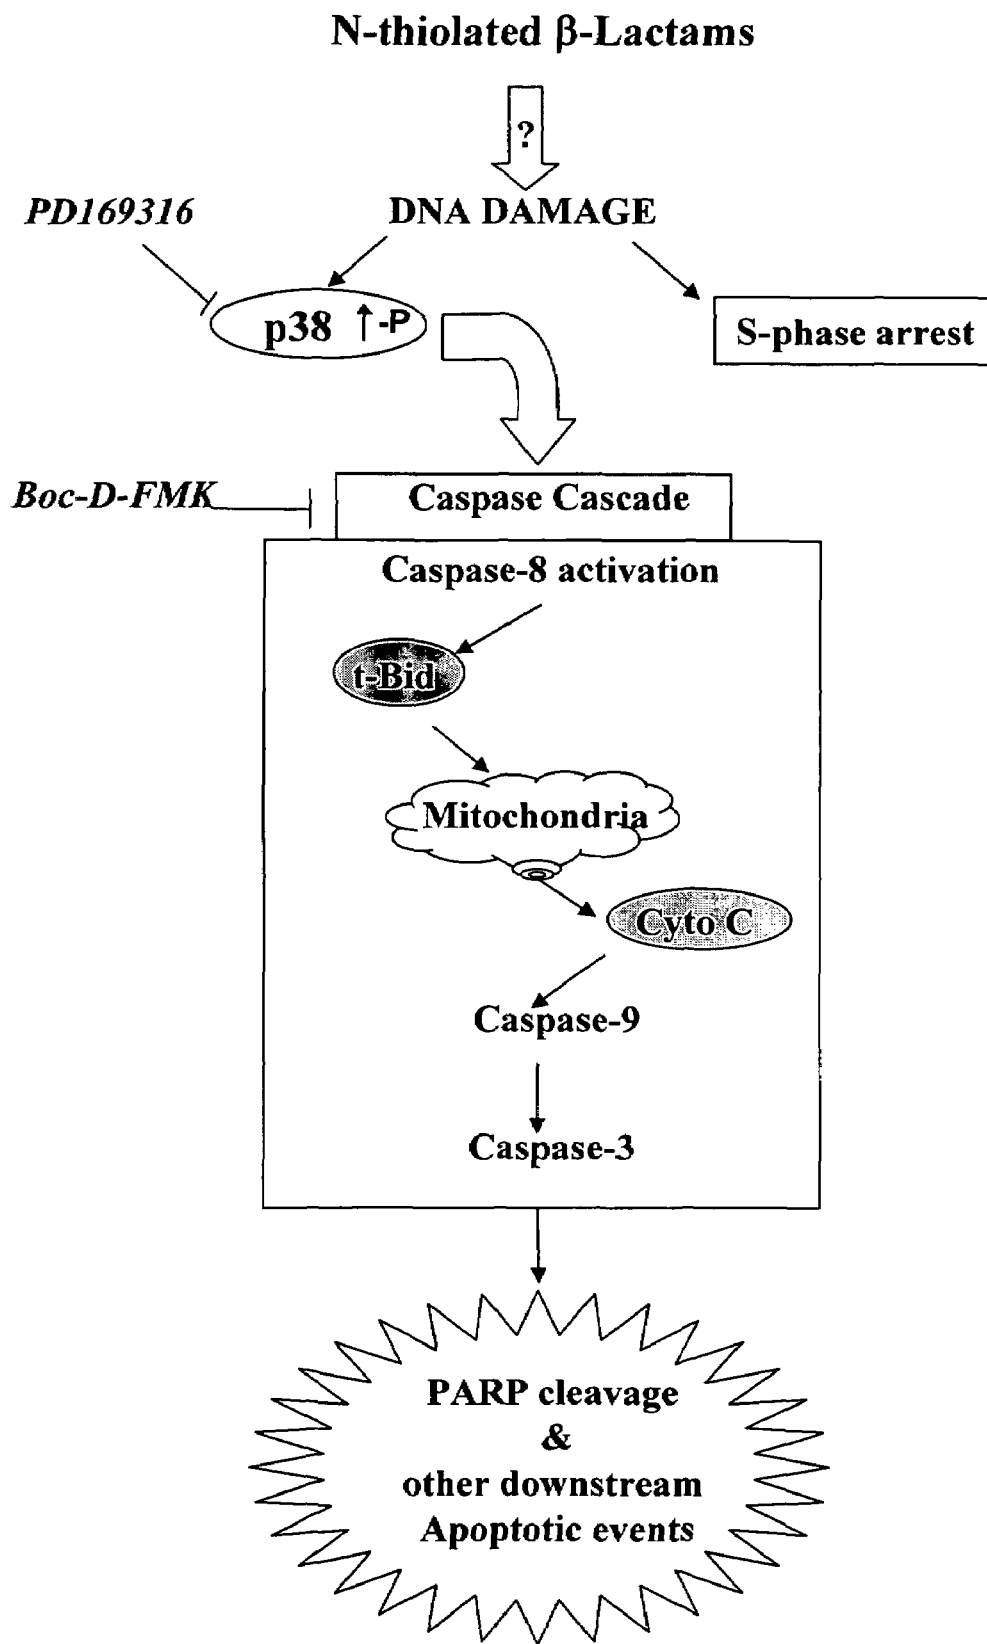 N-thiolated β-Lactams
?
PD169316
DNA DAMAGE
p38 ↑-P
S-phase arrest
Boc-D-FMK
Caspase Cascade
Caspase-8 activation
t-Bid
Mitochondria
Cyto C
Caspase-9
Caspase-3
PARP cleavage
&
other downstream
Apoptotic events